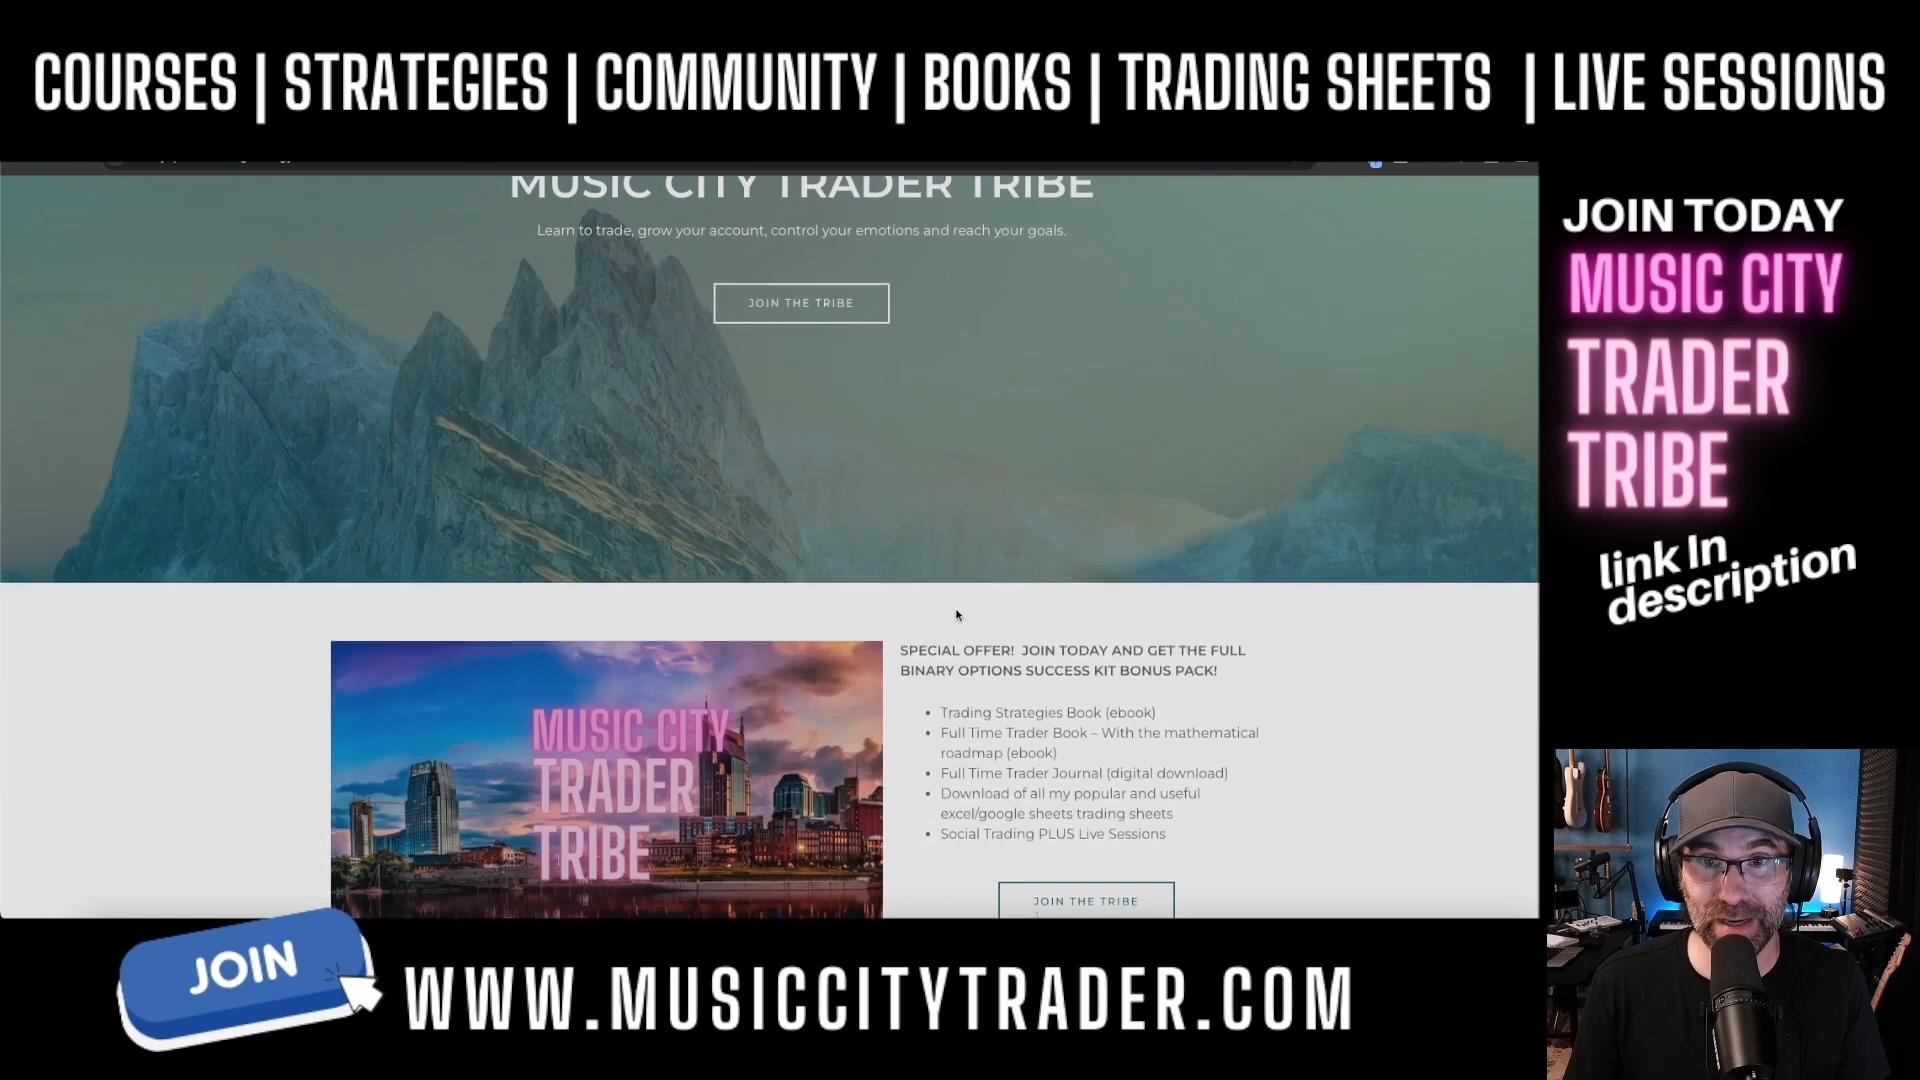 COURSES | STRATEGIES | COMMUNITY | BOOKS | TRADING SHEETS | LIVE SESSIONS
MUSIC CITY TRADER TRIBE
Learn to trade, grow your account, control your emotions and reach your goals.
JOIN THE TRIBE
JOIN TODAY
MUSIC CITY
TRADER
TRIBE
link In
description
MUSIC CITY
TRADER
TRIBE
SPECIAL OFFER! JOIN TODAY AND GET THE FULL
BINARY OPTIONS SUCCESS KIT BONUS PACK!
• Trading Strategies Book (ebook)
• Full Time Trader Book – With the mathematical
roadmap (ebook)
• Full Time Trader Journal (digital download)
• Download of all my popular and useful
excel/google sheets trading sheets
• Social Trading PLUS Live Sessions
JOIN THE TRIBE
JOIN
WWW.MUSICCITYTRADER.COM